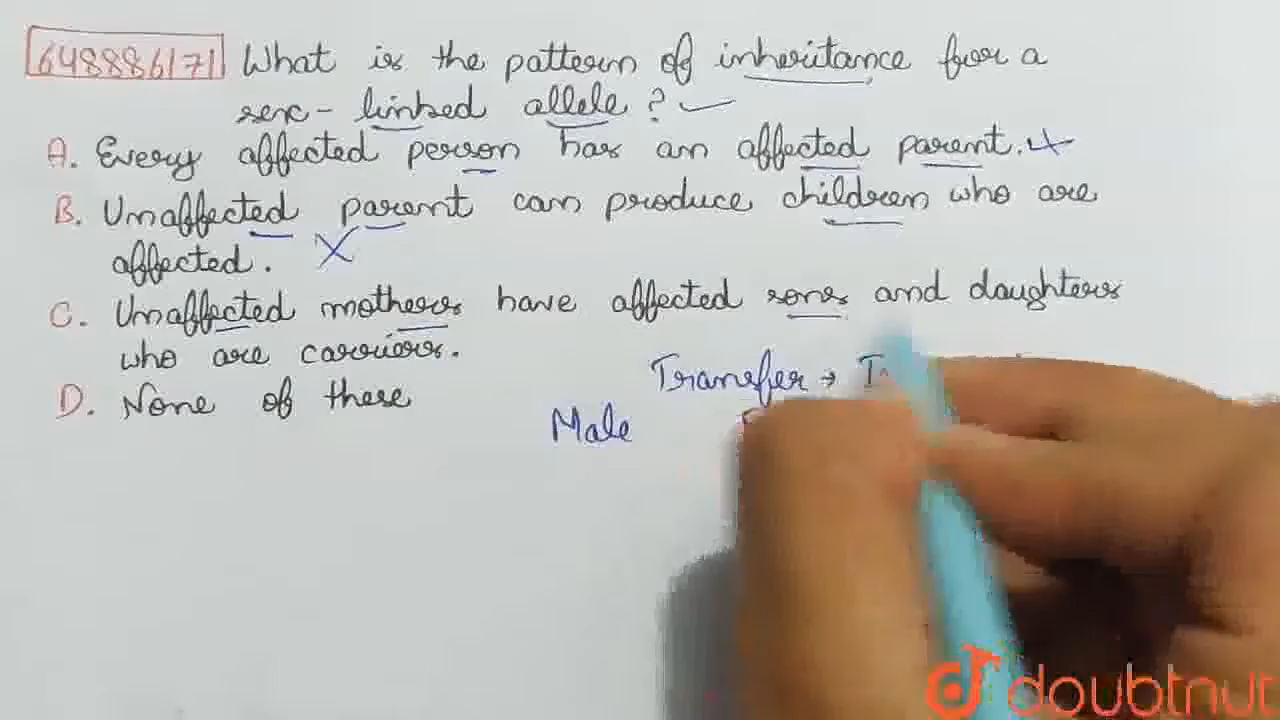 648886171 What is the pattern of inheritance for a
sex-linked allele?
A. Every affected person has an affected parent.
B. Unaffected parent can produce children who are
affected.
C. Unaffected mothers have affected sons and daughters
who are carriers.
Transfer →
D. None of these
Male
doubtnut